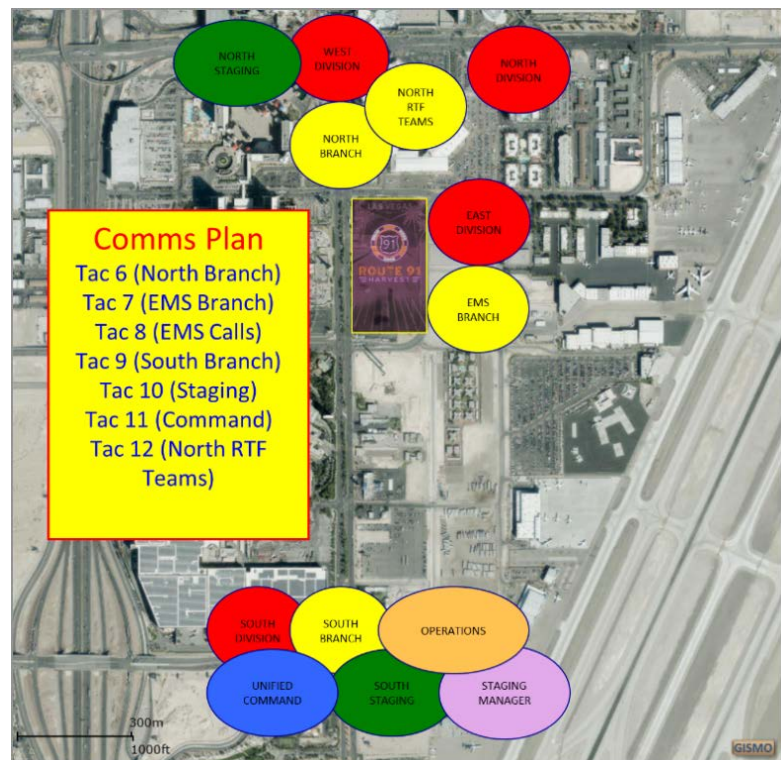 NORTH
STAGING
WEST
DIVISION
NORTH
DIVISION
NORTH
RTF
TEAMS
NORTH
BRANCH
EAST
DIVISION
EMS
BRANCH
LAS VEGAS
91
ROUTE 91
HARVEST
Comms Plan
Tac 6 (North Branch)
Tac 7 (EMS Branch)
Tac 8 (EMS Calls)
Tac 9 (South Branch)
Tac 10 (Staging)
Tac 11 (Command)
Tac 12 (North RTF
Teams)
SOUTH
DIVISION
SOUTH
BRANCH
OPERATIONS
UNIFIED
COMMAND
SOUTH
STAGING
STAGING
MANAGER
300m
1000ft
GISMO